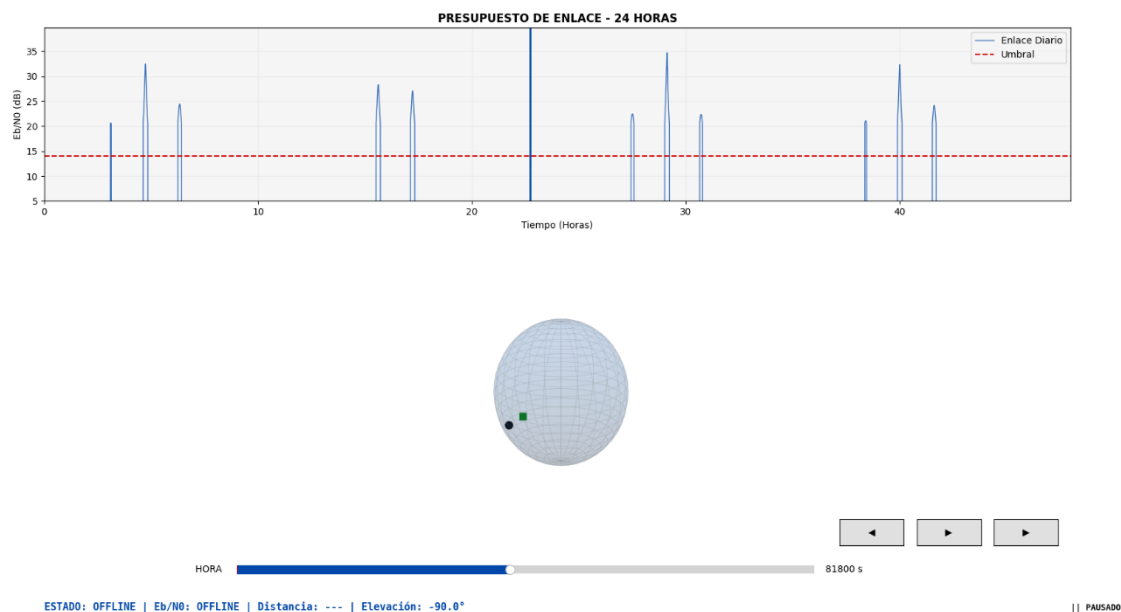 PRESUPUESTO DE ENLACE - 24 HORAS
35
30
25
20
15
10
5
Eb/N0 (dB)
Enlace Diario
Umbral
0 10 20 30 40
Tiempo (Horas)
◄ ► ►
HORA 81800 s
ESTADO: OFFLINE | Eb/N0: OFFLINE | Distancia: --- | Elevación: -90.0°
|| PAUSADO